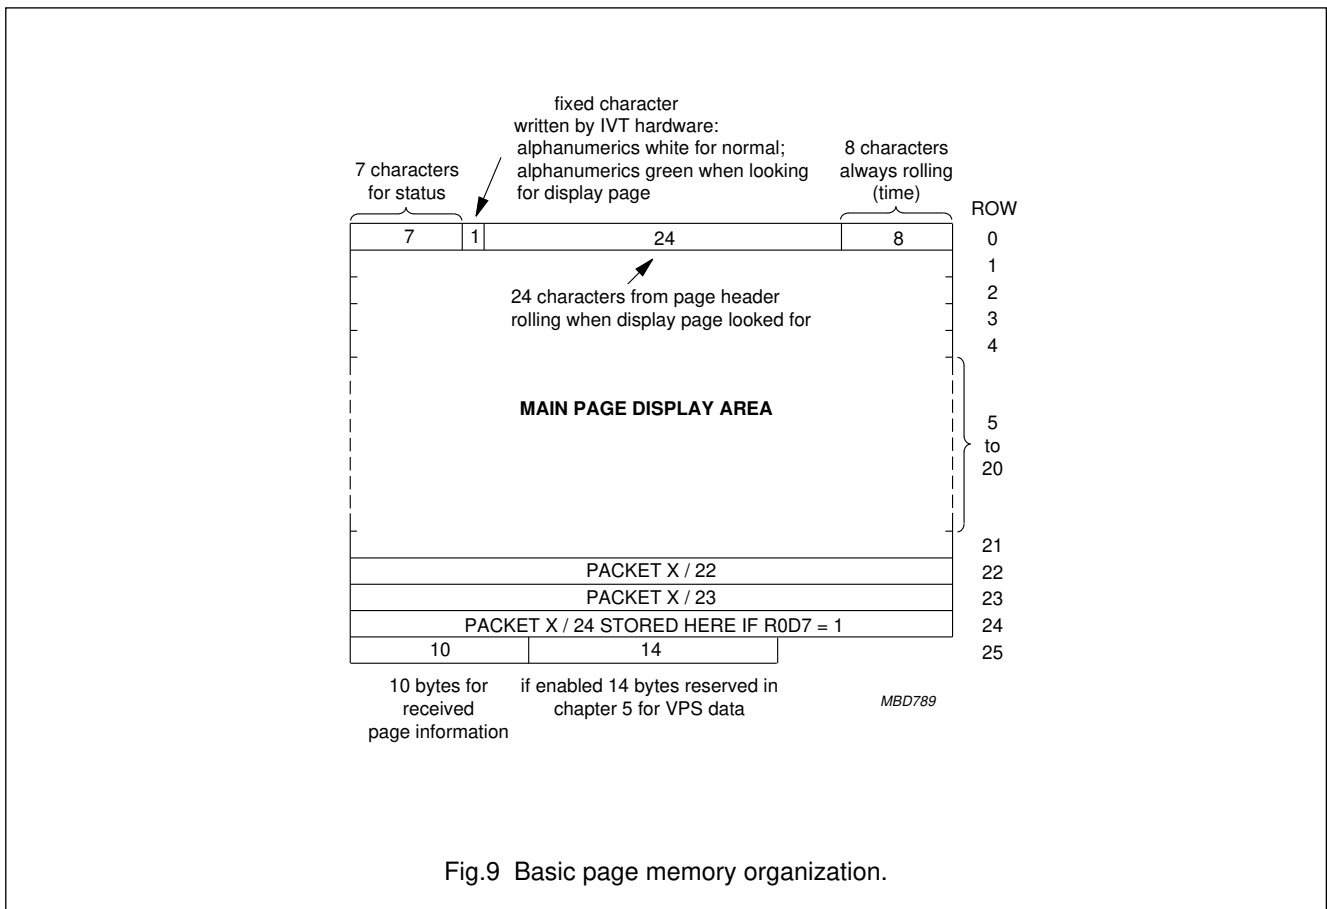 fixed character
written by IVT hardware:
alphanumerics white for normal;
alphanumerics green when looking
for display page
7 characters
for status
8 characters
always rolling
(time)
ROW
7 1 24 8 0
1
24 characters from page header
rolling when display page looked for
2
3
4
MAIN PAGE DISPLAY AREA
5
to
20
21
PACKET X / 22 22
PACKET X / 23 23
PACKET X / 24 STORED HERE IF R0D7 = 1 24
10 14 25
10 bytes for
received
page information
if enabled 14 bytes reserved in
chapter 5 for VPS data
MBD789
Fig.9 Basic page memory organization.